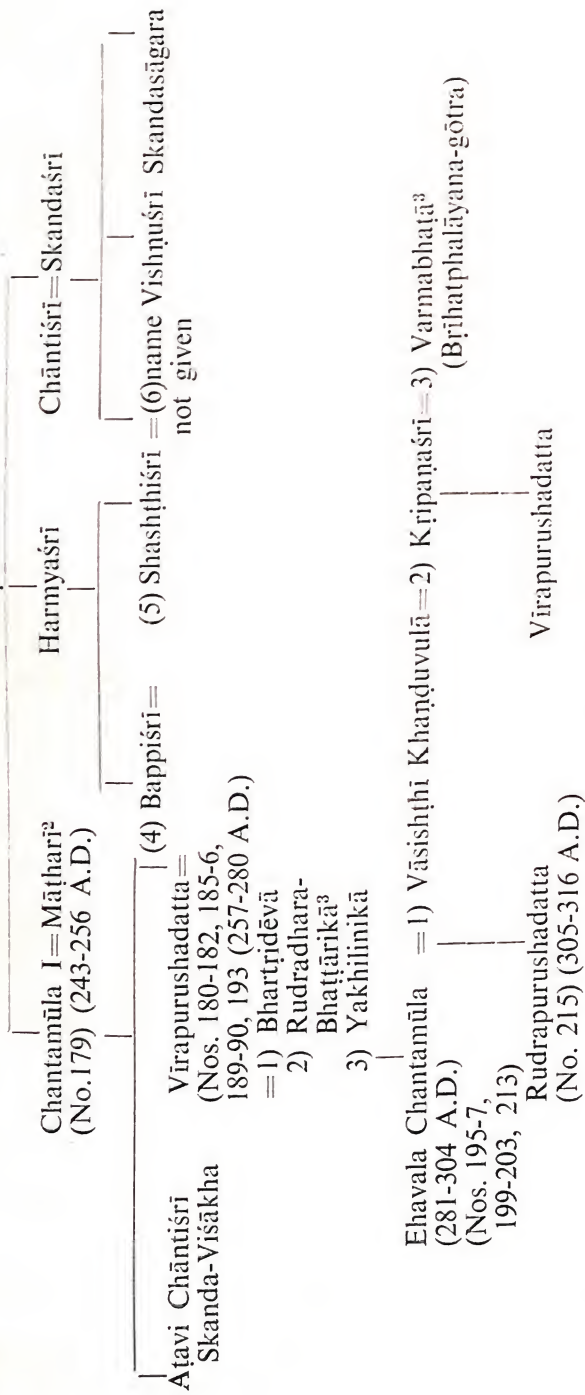 Chantamūla I=Māṭharī² Harmyaśrī Chāntiśrī=Skandaśrī
(No.179) (243-256 A.D.)
Aṭavi Chāntiśrī Vīrapurushadatta= (4) Bappiśrī= (5) Shashṭhiśrī =(6)name Vishṇuśrī Skandasāgara
Skanda-Viśākha (Nos. 180-182, 185-6, not given
189-90, 193 (257-280 A.D.)
=1) Bhartṛidēvā
2) Rudradhara-
Bhaṭṭārikā³
3) Yakhilinikā
Ehavala Chantamūla =1) Vāsishṭhī Khaṇḍuvulā=2) Kṛipaṇaśrī=3) Varmabhaṭā³
(281-304 A.D.) (Bṛihatphalāyana-gōtra)
(Nos. 195-7,
199-203, 213)
Rudrapurushadatta Vīrapurushadatta
(No. 215) (305-316 A.D.)